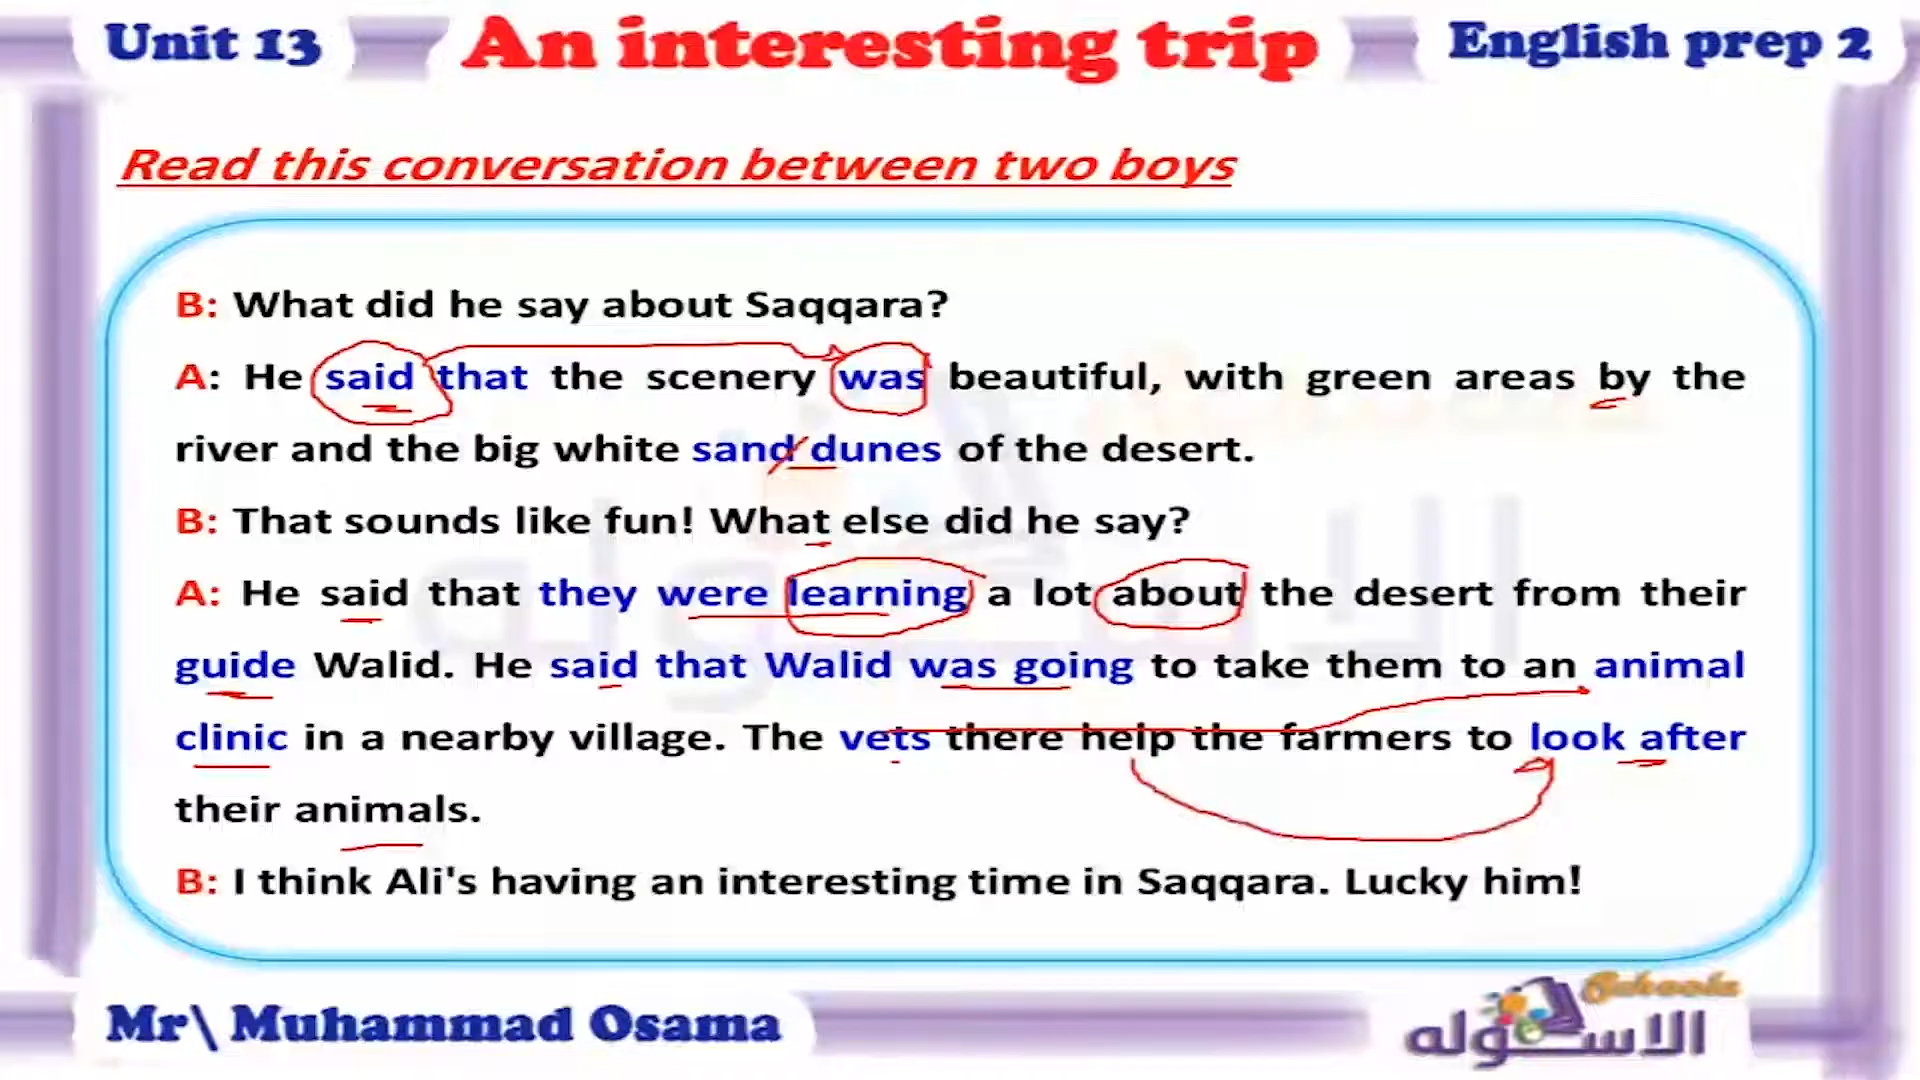 Unit 13 An interesting trip English prep 2
Read this conversation between two boys
B: What did he say about Saqqara?
A: He said that the scenery was beautiful, with green areas by the
river and the big white sand dunes of the desert.
B: That sounds like fun! What else did he say?
A: He said that they were learning a lot about the desert from their
guide Walid. He said that Walid was going to take them to an animal
clinic in a nearby village. The vets there help the farmers to look after
their animals.
B: I think Ali's having an interesting time in Saqqara. Lucky him!
Mr\ Muhammad Osama
Schools
الاسكوله